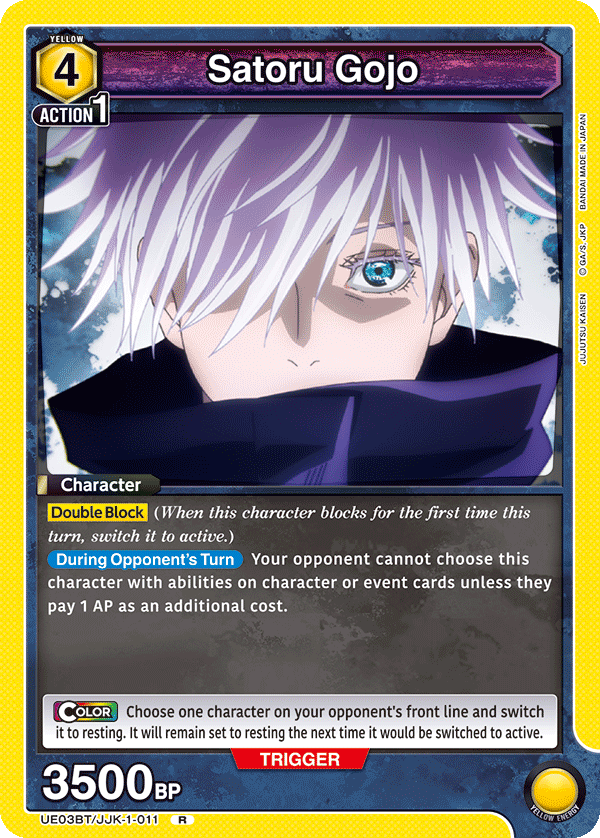 YELLOW
4
Satoru Gojo
ACTION 1
BANDAI MADE IN JAPAN
© GA/S, JKP
JUJUTSU KAISEN
Character
Double Block (When this character blocks for the first time this
turn, switch it to active.)
During Opponent's Turn Your opponent cannot choose this
character with abilities on character or event cards unless they
pay 1 AP as an additional cost.
COLOR Choose one character on your opponent's front line and switch
it to resting. It will remain set to resting the next time it would be switched to active.
TRIGGER
3500 BP
YELLOW ENERGY
UE03BT/JJK-1-011 R